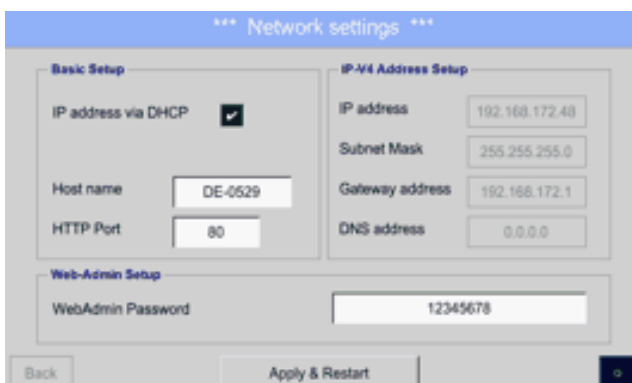 *** Network settings ***
Basic Setup
IP address via DHCP
Host name DE-0529
HTTP Port 80
IP-V4 Address Setup
IP address 192.168.172.48
Subnet Mask 255.255.255.0
Gateway address 192.168.172.1
DNS address 0.0.0.0
Web-Admin Setup
WebAdmin Password 12345678
Back Apply & Restart